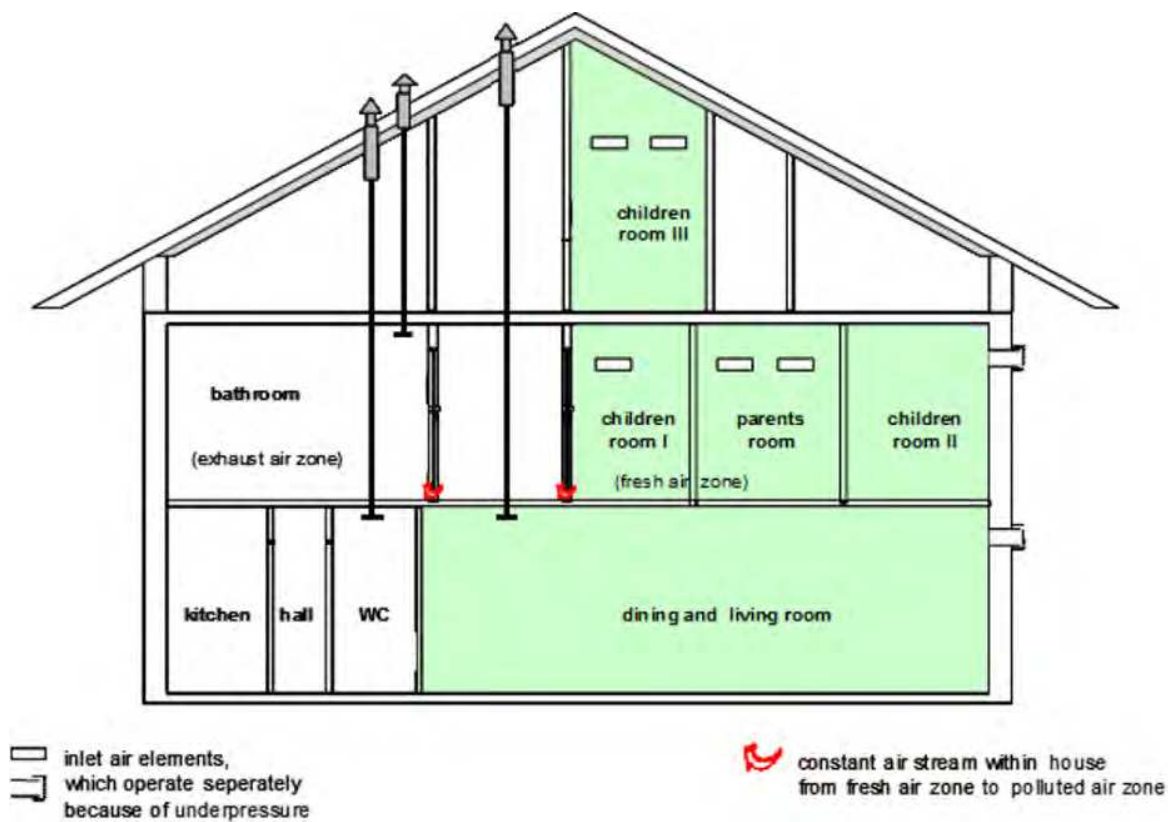 children
room III
bathroom
(exhaust air zone)
children
room I
parents
room
children
room II
(fresh air zone)
kitchen
hall
WC
dining and living room
inlet air elements,
which operate seperately
because of underpressure
constant air stream within house
from fresh air zone to polluted air zone